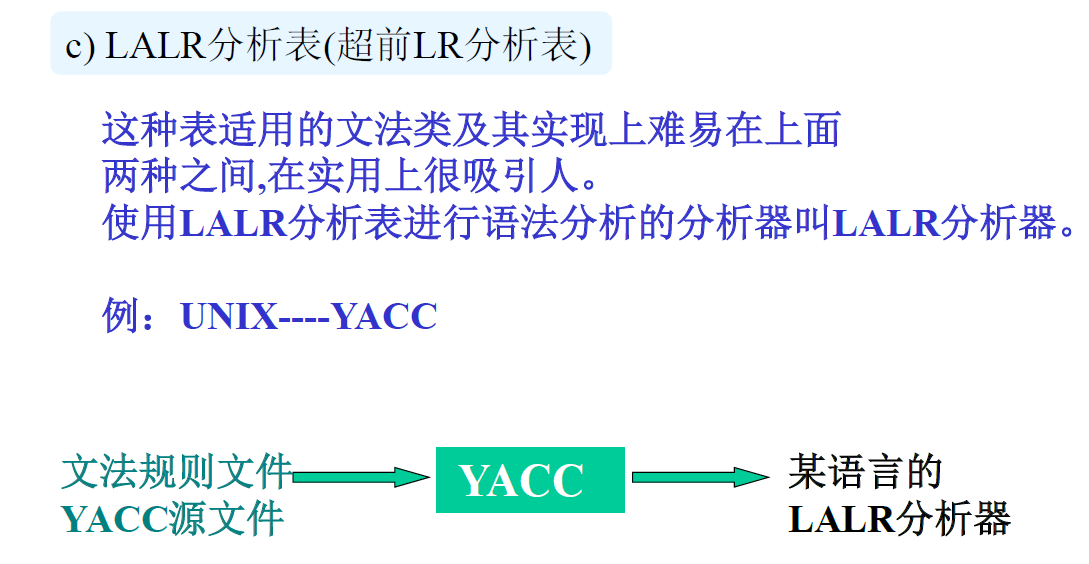 c) LALR分析表(超前LR分析表)
这种表适用的文法类及其实现上难易在上面
两种之间,在实用上很吸引人。
使用LALR分析表进行语法分析的分析器叫LALR分析器。
例：UNIX----YACC
文法规则文件
YACC源文件
YACC
某语言的
LALR分析器